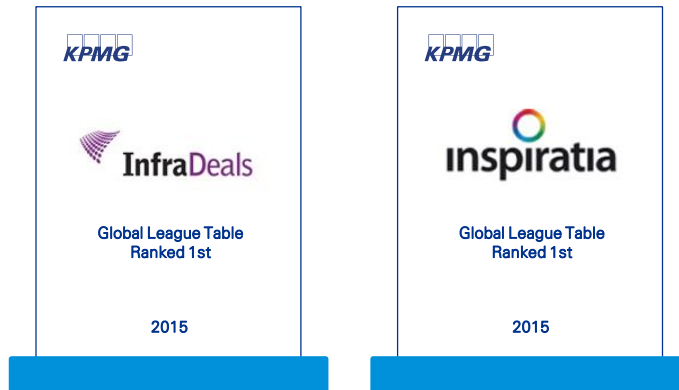 KPMG
InfraDeals
Global League Table
Ranked 1st
2015
KPMG
inspiratia
Global League Table
Ranked 1st
2015